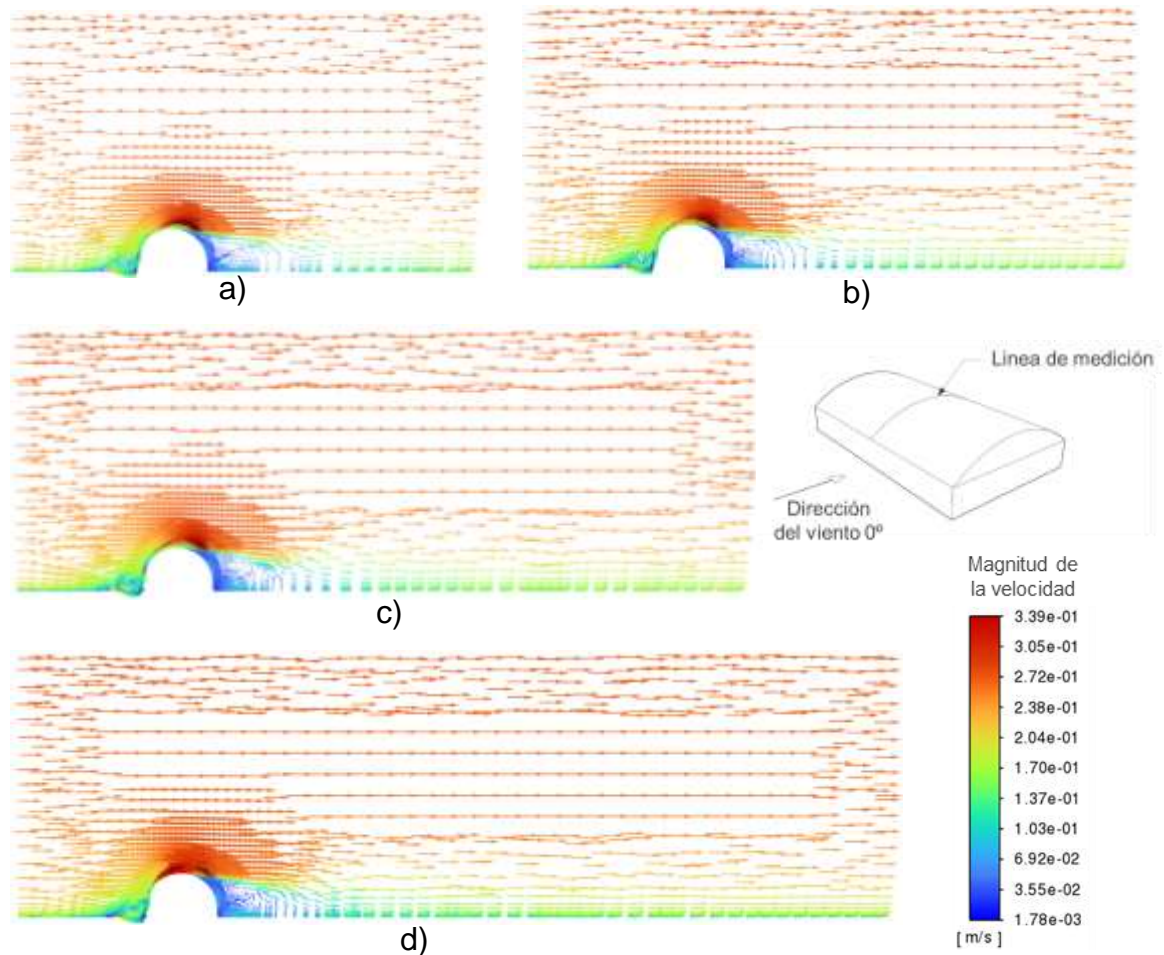 a)
b)
Linea de medición
Dirección
del viento 0º
c)
Magnitud de
la velocidad
3.39e-01
3.05e-01
2.72e-01
2.38e-01
2.04e-01
1.70e-01
1.37e-01
1.03e-01
6.92e-02
3.55e-02
1.78e-03
[ m/s ]
d)